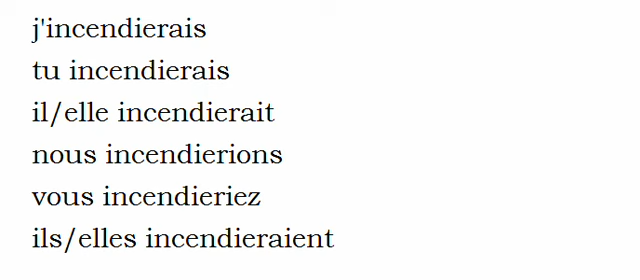 j'incendierais
tu incendierais
il/elle incendierait
nous incendierions
vous incendieriez
ils/elles incendieraient